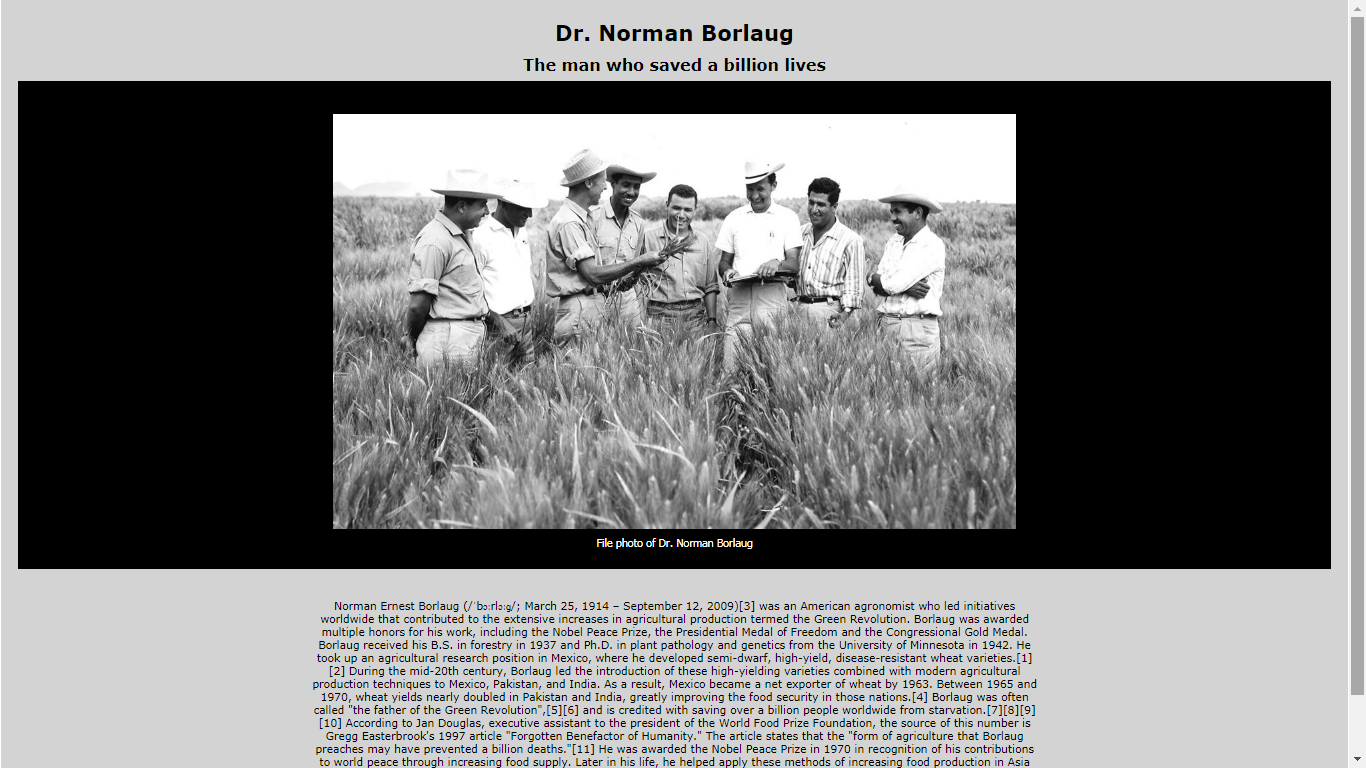 Dr. Norman Borlaug
The man who saved a billion lives
File photo of Dr. Norman Borlaug
Norman Ernest Borlaug (/ˈbɔːrlɔːɡ/; March 25, 1914 – September 12, 2009)[3] was an American agronomist who led initiatives
worldwide that contributed to the extensive increases in agricultural production termed the Green Revolution. Borlaug was awarded
multiple honors for his work, including the Nobel Peace Prize, the Presidential Medal of Freedom and the Congressional Gold Medal.
Borlaug received his B.S. in forestry in 1937 and Ph.D. in plant pathology and genetics from the University of Minnesota in 1942. He
took up an agricultural research position in Mexico, where he developed semi-dwarf, high-yield, disease-resistant wheat varieties.[1]
[2] During the mid-20th century, Borlaug led the introduction of these high-yielding varieties combined with modern agricultural
production techniques to Mexico, Pakistan, and India. As a result, Mexico became a net exporter of wheat by 1963. Between 1965 and
1970, wheat yields nearly doubled in Pakistan and India, greatly improving the food security in those nations.[4] Borlaug was often
called "the father of the Green Revolution",[5][6] and is credited with saving over a billion people worldwide from starvation.[7][8][9]
[10] According to Jan Douglas, executive assistant to the president of the World Food Prize Foundation, the source of this number is
Gregg Easterbrook's 1997 article "Forgotten Benefactor of Humanity." The article states that the "form of agriculture that Borlaug
preaches may have prevented a billion deaths."[11] He was awarded the Nobel Peace Prize in 1970 in recognition of his contributions
to world peace through increasing food supply. Later in his life, he helped apply these methods of increasing food production in Asia